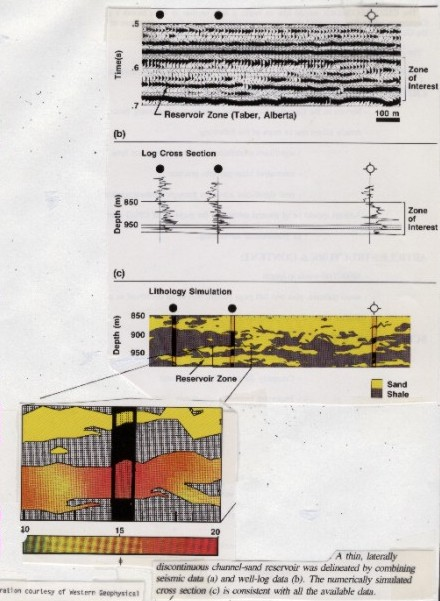 .5
.6
.7
Time(s)
Zone
of
Interest
Reservoir Zone (Taber, Alberta)
100 m
(b)
Log Cross Section
850
950
Depth (m)
Zone
of
Interest
(c)
Lithology Simulation
850
900
950
Depth (m)
Reservoir Zone
Sand
Shale
10 15 20
A thin, laterally
discontinuous channel-sand reservoir was delineated by combining
seismic data (a) and well-log data (b). The numerically simulated
cross section (c) is consistent with all the available data.
ration courtesy of Western Geophysical